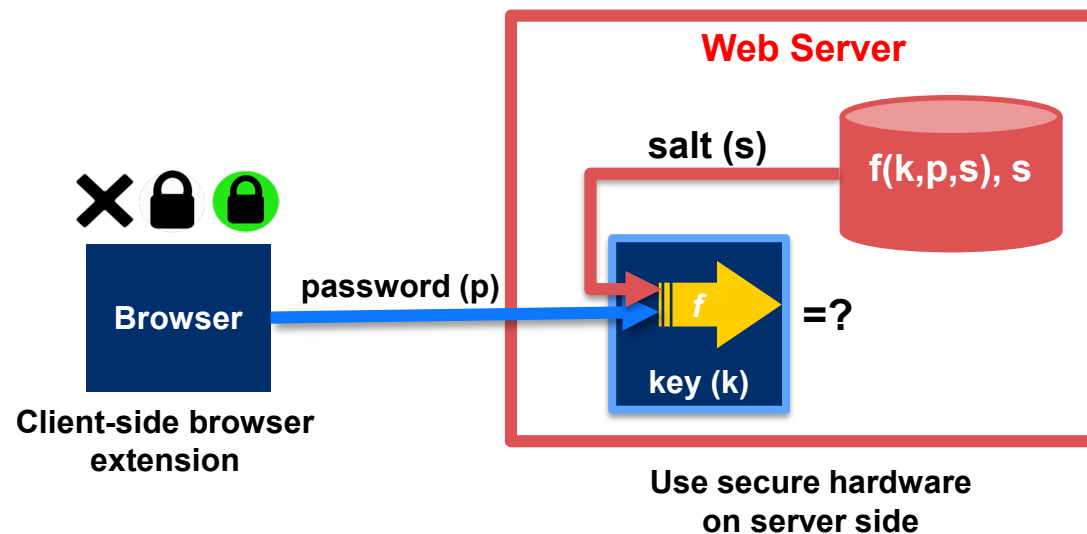 Web Server
salt (s)
f(k,p,s), s
password (p)
Browser
f
=?
key (k)
Client-side browser
extension
Use secure hardware
on server side